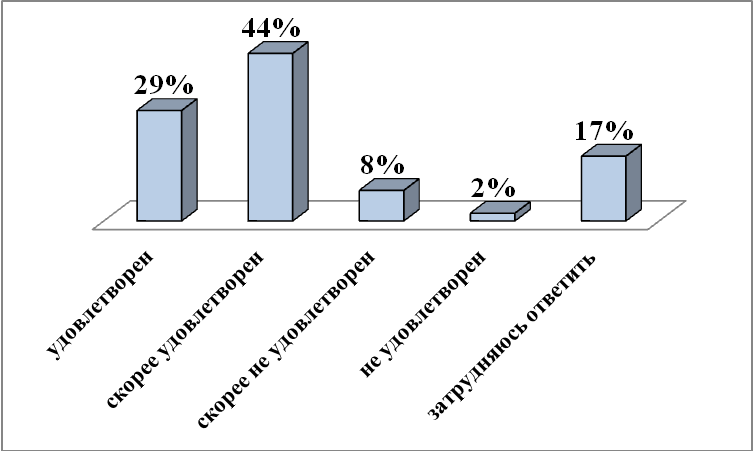 29%
44%
8%
2%
17%
удовлетворен
скорее удовлетворен
скорее не удовлетворен
не удовлетворен
затрудняюсь ответить